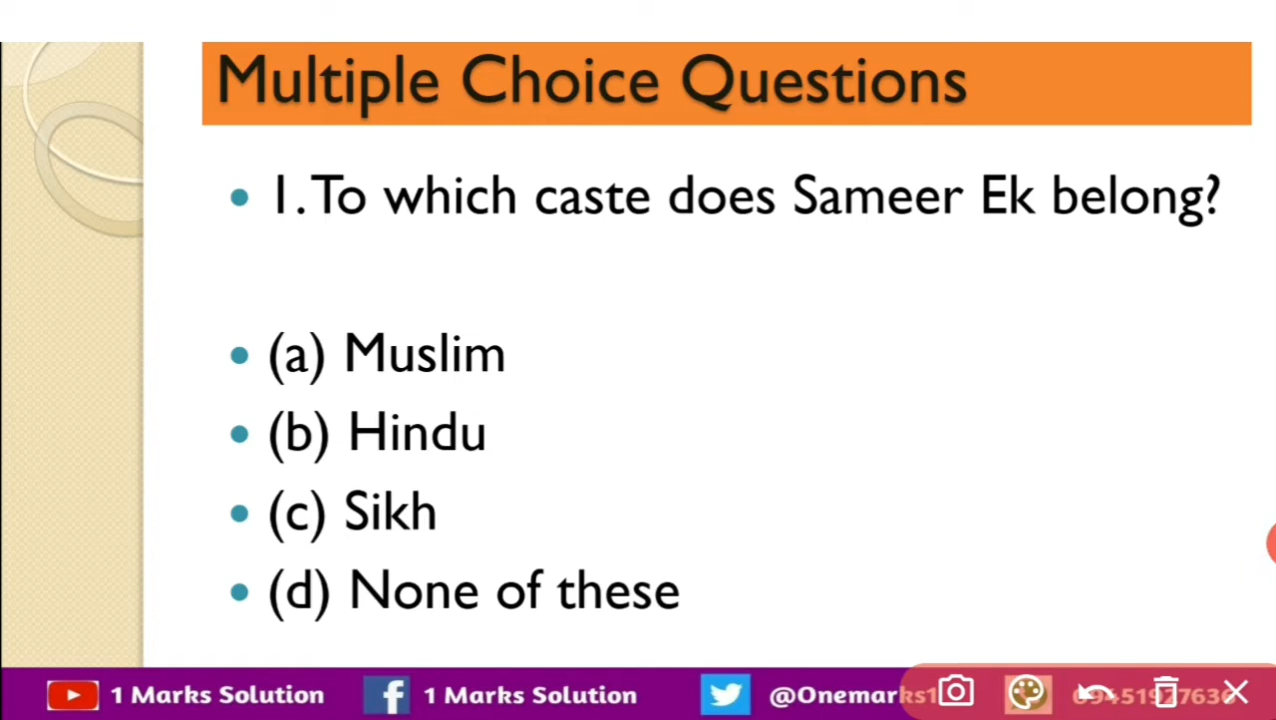 Multiple Choice Questions
• 1. To which caste does Sameer Ek belong?
• (a) Muslim
• (b) Hindu
• (c) Sikh
• (d) None of these
1 Marks Solution f 1 Marks Solution @Onemarks1